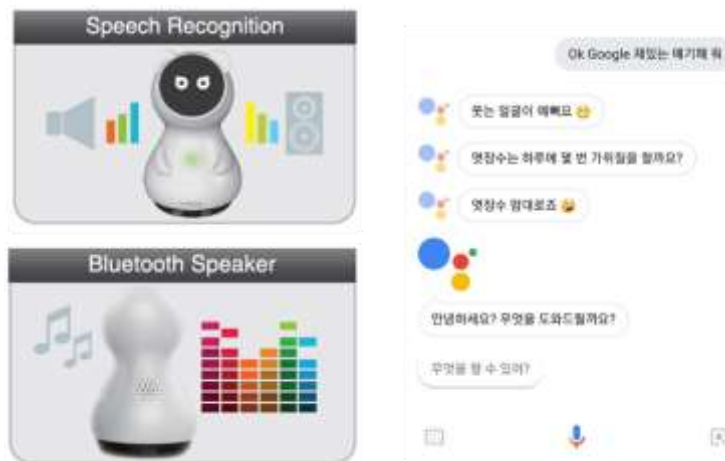 Speech Recognition
Bluetooth Speaker
Ok Google 재밌는 얘기해 줘
웃는 얼굴이 예뻐요 😁
엿장수는 하루에 몇 번 가위질을 할까요?
엿장수 맘대로죠 😄
안녕하세요? 무엇을 도와드릴까요?
무엇을 할 수 있어?